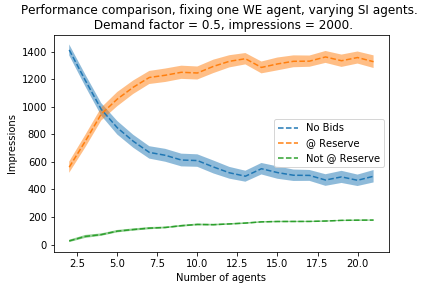 Performance comparison, fixing one WE agent, varying SI agents.
Demand factor = 0.5, impressions = 2000.
1400
1200
1000
800
600
400
200
0
Impressions
No Bids
@ Reserve
Not @ Reserve
2.5 5.0 7.5 10.0 12.5 15.0 17.5 20.0
Number of agents